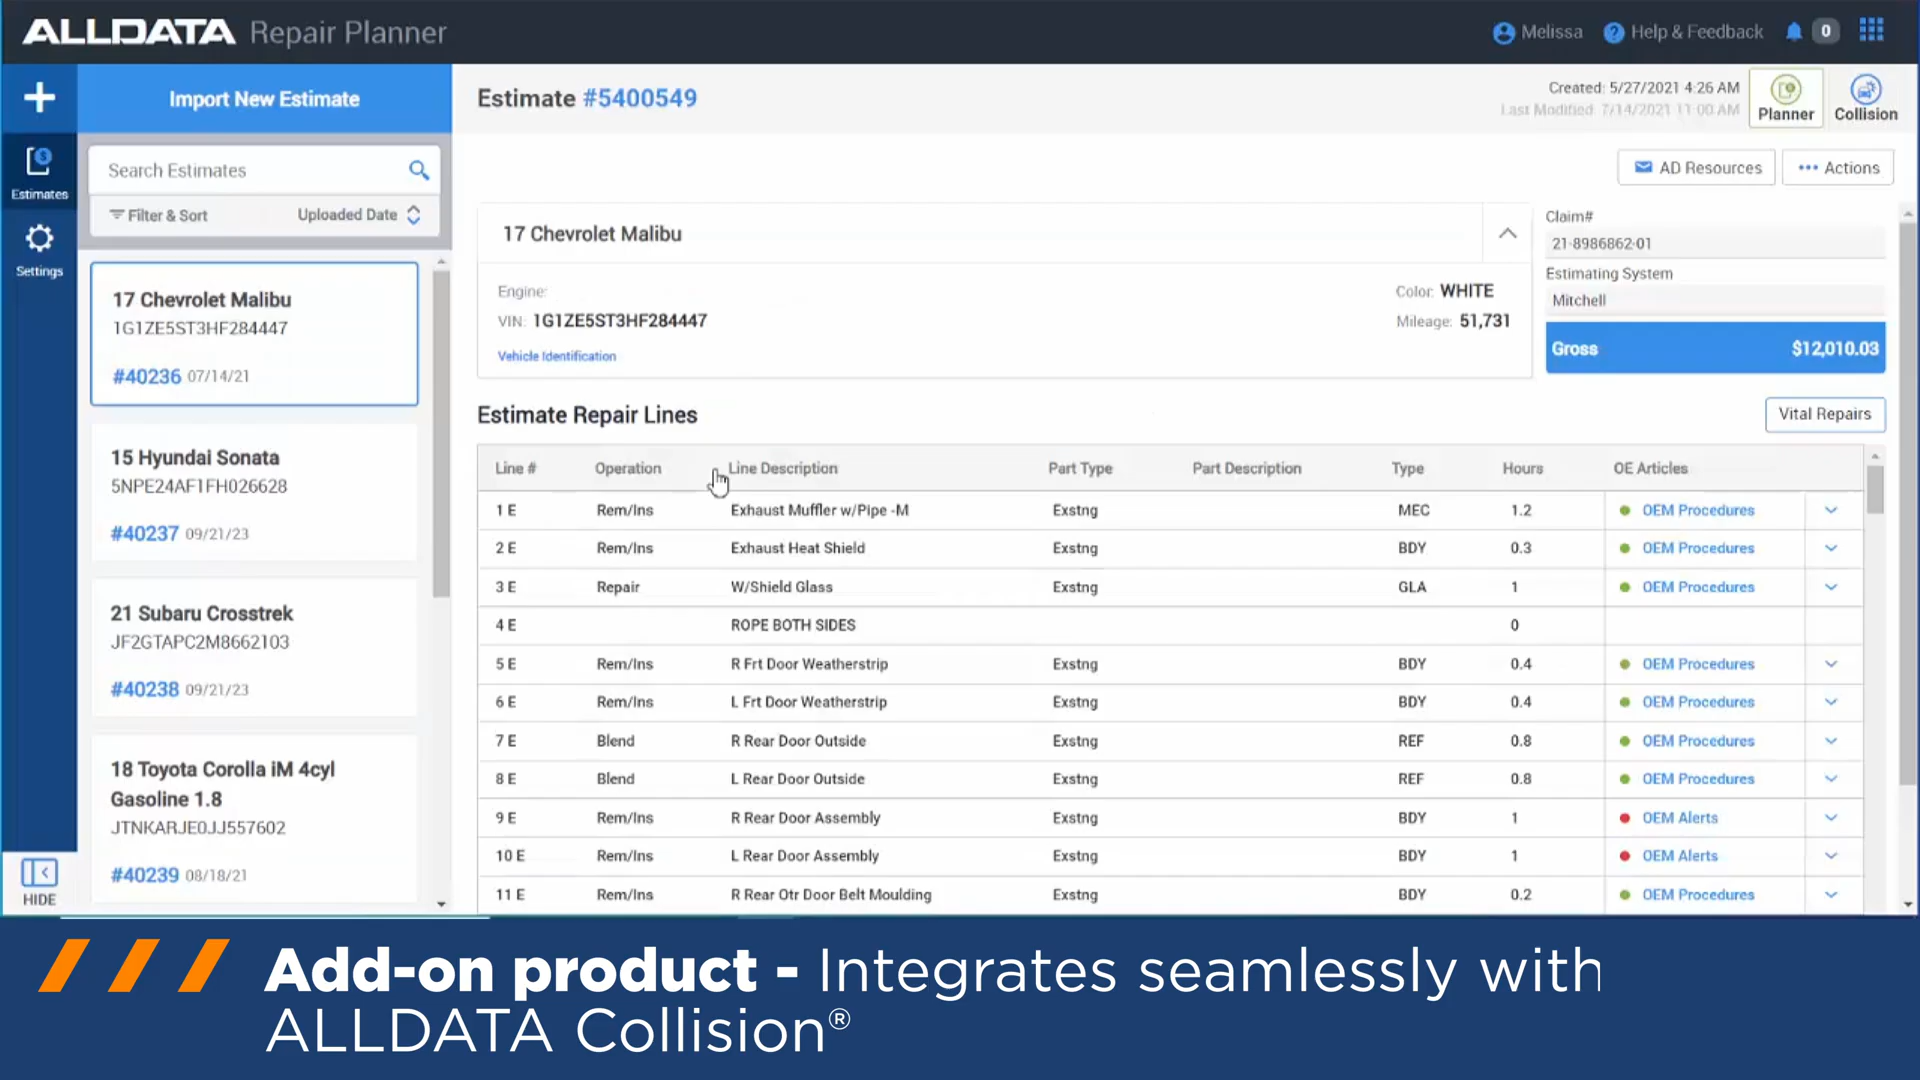 ALLDATA Repair Planner
Melissa
Help & Feedback
0
Import New Estimate
Estimate #5400549
Created: 5/27/2021 4:26 AM
Last Modified: 7/14/2021 11:00 AM
Planner
Collision
Estimates
Settings
HIDE
Search Estimates
Filter & Sort
Uploaded Date
17 Chevrolet Malibu
1G1ZE5ST3HF284447
#40236 07/14/21
15 Hyundai Sonata
5NPE24AF1FH026628
#40237 09/21/23
21 Subaru Crosstrek
JF2GTAPC2M8662103
#40238 09/21/23
18 Toyota Corolla iM 4cyl
Gasoline 1.8
JTNKARJE0JJ557602
#40239 08/18/21
AD Resources
Actions
17 Chevrolet Malibu
Engine:
VIN: 1G1ZE5ST3HF284447
Vehicle Identification
Color: WHITE
Mileage: 51,731
Claim#
21-8986862-01
Estimating System
Mitchell
Gross $12,010.03
Estimate Repair Lines
Vital Repairs
Line # Operation Line Description Part Type Part Description Type Hours OE Articles
1 E Rem/Ins Exhaust Muffler w/Pipe -M Exstng MEC 1.2 OEM Procedures
2 E Rem/Ins Exhaust Heat Shield Exstng BDY 0.3 OEM Procedures
3 E Repair W/Shield Glass Exstng GLA 1 OEM Procedures
4 E ROPE BOTH SIDES 0
5 E Rem/Ins R Frt Door Weatherstrip Exstng BDY 0.4 OEM Procedures
6 E Rem/Ins L Frt Door Weatherstrip Exstng BDY 0.4 OEM Procedures
7 E Blend R Rear Door Outside Exstng REF 0.8 OEM Procedures
8 E Blend L Rear Door Outside Exstng REF 0.8 OEM Procedures
9 E Rem/Ins R Rear Door Assembly Exstng BDY 1 OEM Alerts
10 E Rem/Ins L Rear Door Assembly Exstng BDY 1 OEM Alerts
11 E Rem/Ins R Rear Otr Door Belt Moulding Exstng BDY 0.2 OEM Procedures
Add-on product - Integrates seamlessly with
ALLDATA Collision®